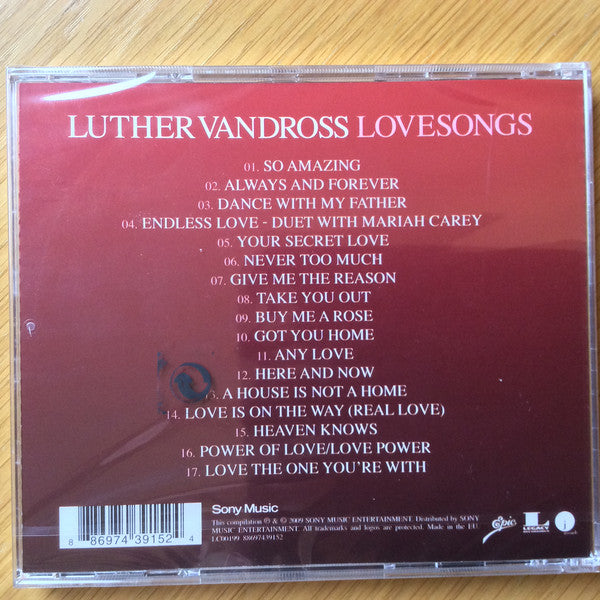 LUTHER VANDROSS LOVESONGS
01. SO AMAZING
02. ALWAYS AND FOREVER
03. DANCE WITH MY FATHER
04. ENDLESS LOVE - DUET WITH MARIAH CAREY
05. YOUR SECRET LOVE
06. NEVER TOO MUCH
07. GIVE ME THE REASON
08. TAKE YOU OUT
09. BUY ME A ROSE
10. GOT YOU HOME
11. ANY LOVE
12. HERE AND NOW
3. A HOUSE IS NOT A HOME
14. LOVE IS ON THE WAY (REAL LOVE)
15. HEAVEN KNOWS
16. POWER OF LOVE/LOVE POWER
17. LOVE THE ONE YOU'RE WITH
Sony Music
This compilation ℗ & © 2009 SONY MUSIC ENTERTAINMENT. Distributed by SONY
MUSIC ENTERTAINMENT. All trademarks and logos are protected. Made in the EU.
LC00199 88697439152
8 86974 39152 4
Epic
LEGACY